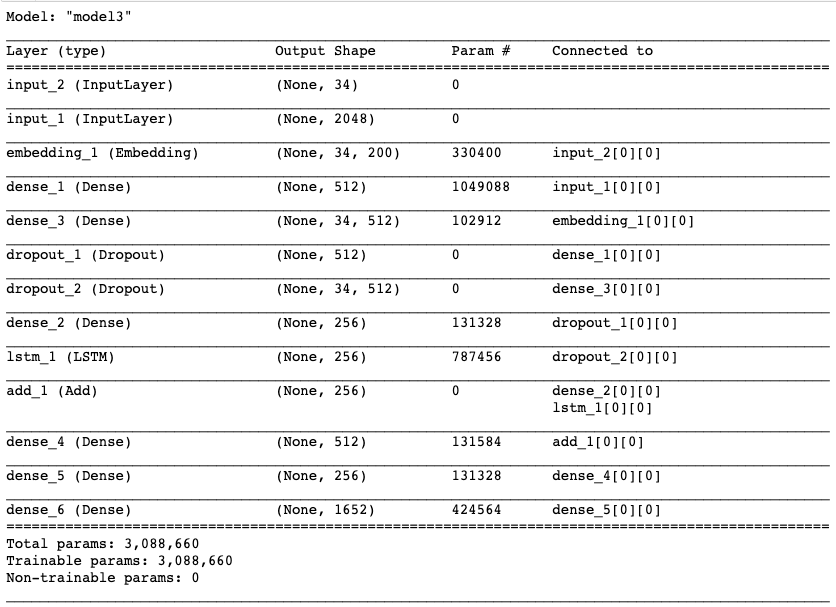 Model: "model3"
Layer (type) Output Shape Param # Connected to
input_2 (InputLayer) (None, 34) 0
input_1 (InputLayer) (None, 2048) 0
embedding_1 (Embedding) (None, 34, 200) 330400 input_2[0][0]
dense_1 (Dense) (None, 512) 1049088 input_1[0][0]
dense_3 (Dense) (None, 34, 512) 102912 embedding_1[0][0]
dropout_1 (Dropout) (None, 512) 0 dense_1[0][0]
dropout_2 (Dropout) (None, 34, 512) 0 dense_3[0][0]
dense_2 (Dense) (None, 256) 131328 dropout_1[0][0]
lstm_1 (LSTM) (None, 256) 787456 dropout_2[0][0]
add_1 (Add) (None, 256) 0 dense_2[0][0]
lstm_1[0][0]
dense_4 (Dense) (None, 512) 131584 add_1[0][0]
dense_5 (Dense) (None, 256) 131328 dense_4[0][0]
dense_6 (Dense) (None, 1652) 424564 dense_5[0][0]
Total params: 3,088,660
Trainable params: 3,088,660
Non-trainable params: 0